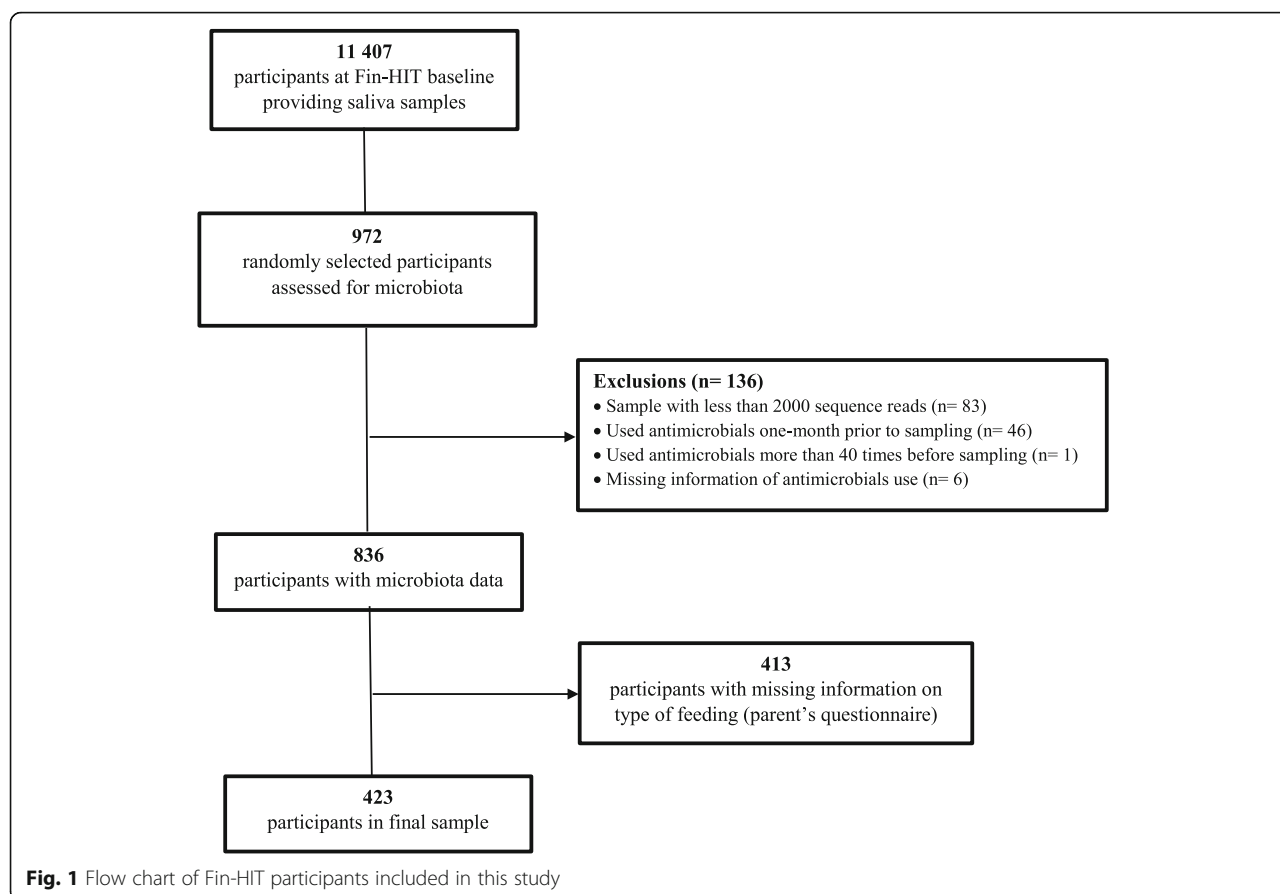 11 407
participants at Fin-HIT baseline
providing saliva samples
972
randomly selected participants
assessed for microbiota
Exclusions (n= 136)
• Sample with less than 2000 sequence reads (n= 83)
• Used antimicrobials one-month prior to sampling (n= 46)
• Used antimicrobials more than 40 times before sampling (n= 1)
• Missing information of antimicrobials use (n= 6)
836
participants with microbiota data
413
participants with missing information on
type of feeding (parent's questionnaire)
423
participants in final sample
Fig. 1 Flow chart of Fin-HIT participants included in this study